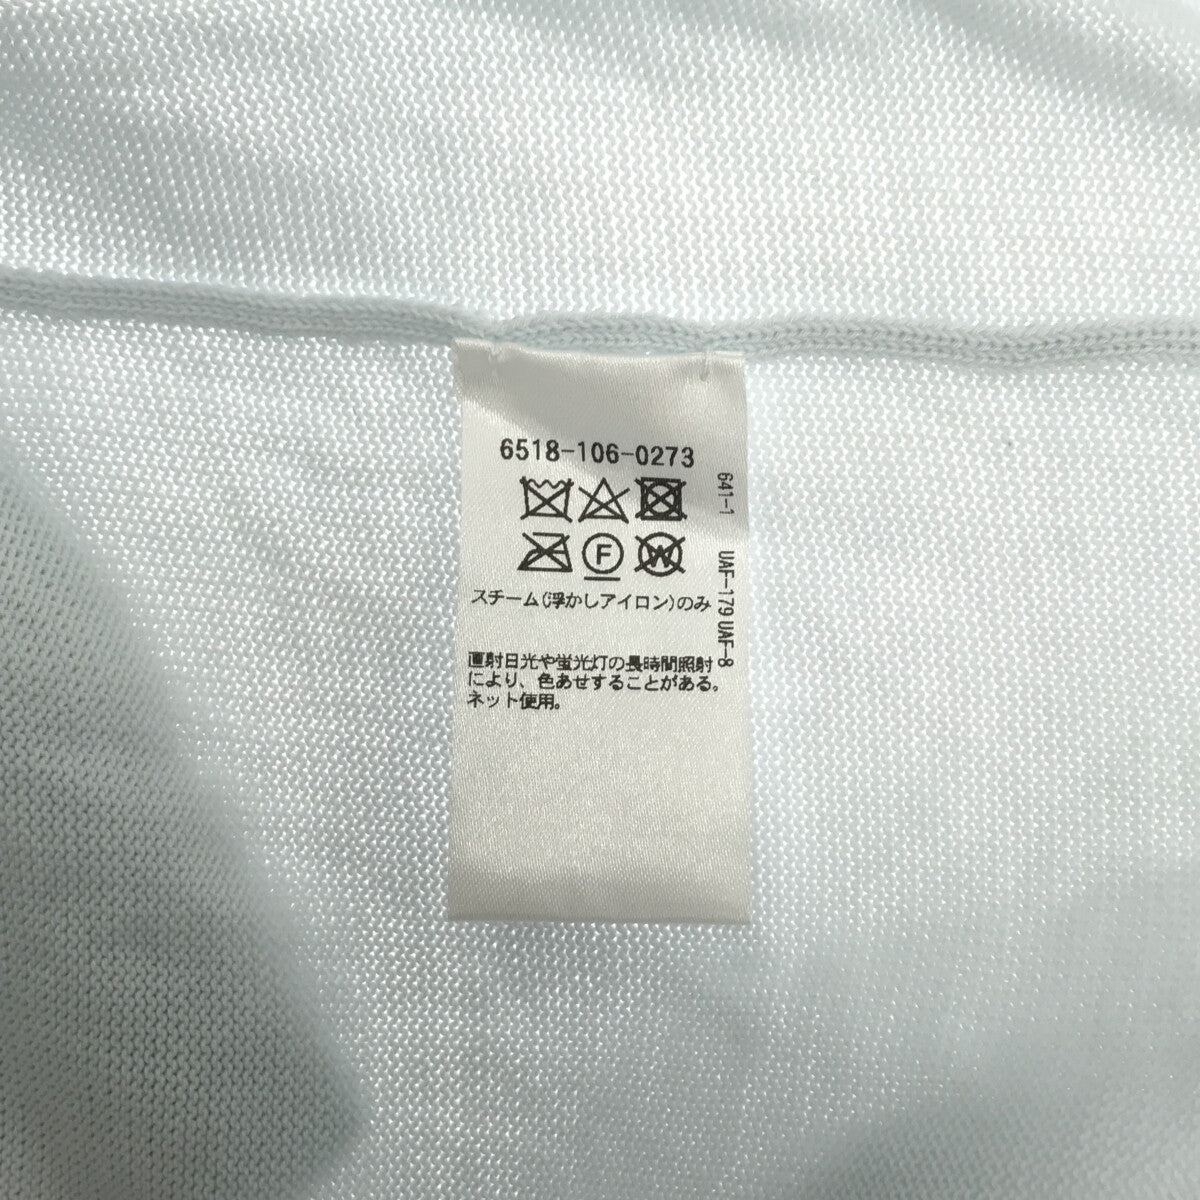 6518-106-0273
F
W
スチーム(浮かしアイロン)のみ
直射日光や蛍光灯の長時間照射
により、色あせすることがある。
ネット使用。
641-1 UAF-179 UAF-8